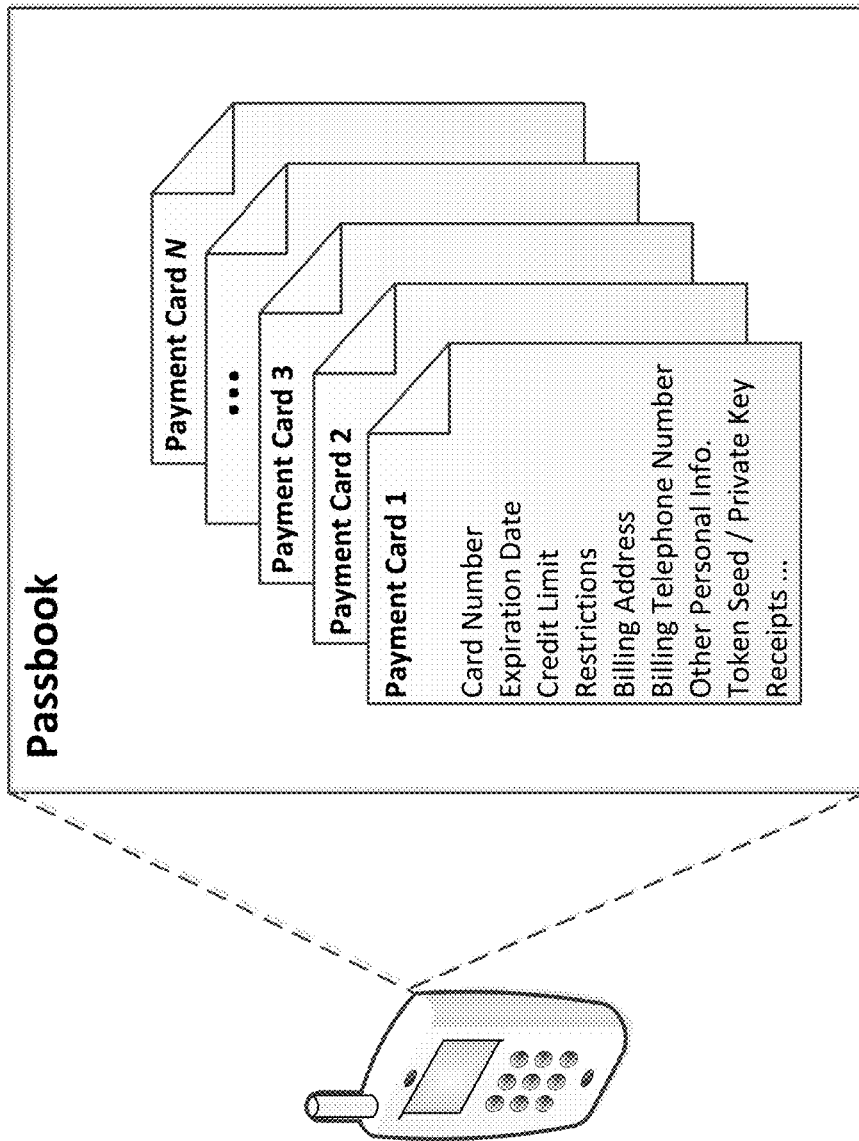 Passbook
Payment Card N
...
Payment Card 3
Payment Card 2
Payment Card 1
Card Number
Expiration Date
Credit Limit
Restrictions
Billing Address
Billing Telephone Number
Other Personal Info.
Token Seed / Private Key
Receipts ...